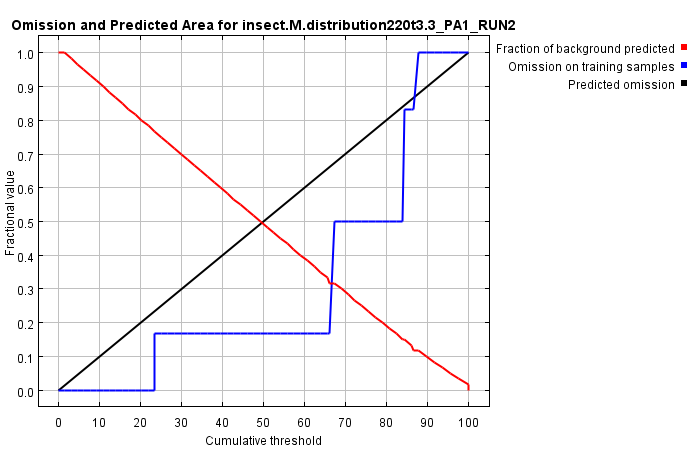 Omission and Predicted Area for insect.M.distribution220t3.3_PA1_RUN2
Fraction of background predicted
Omission on training samples
Predicted omission
Fractional value
1.0
0.9
0.8
0.7
0.6
0.5
0.4
0.3
0.2
0.1
0.0
0 10 20 30 40 50 60 70 80 90 100
Cumulative threshold